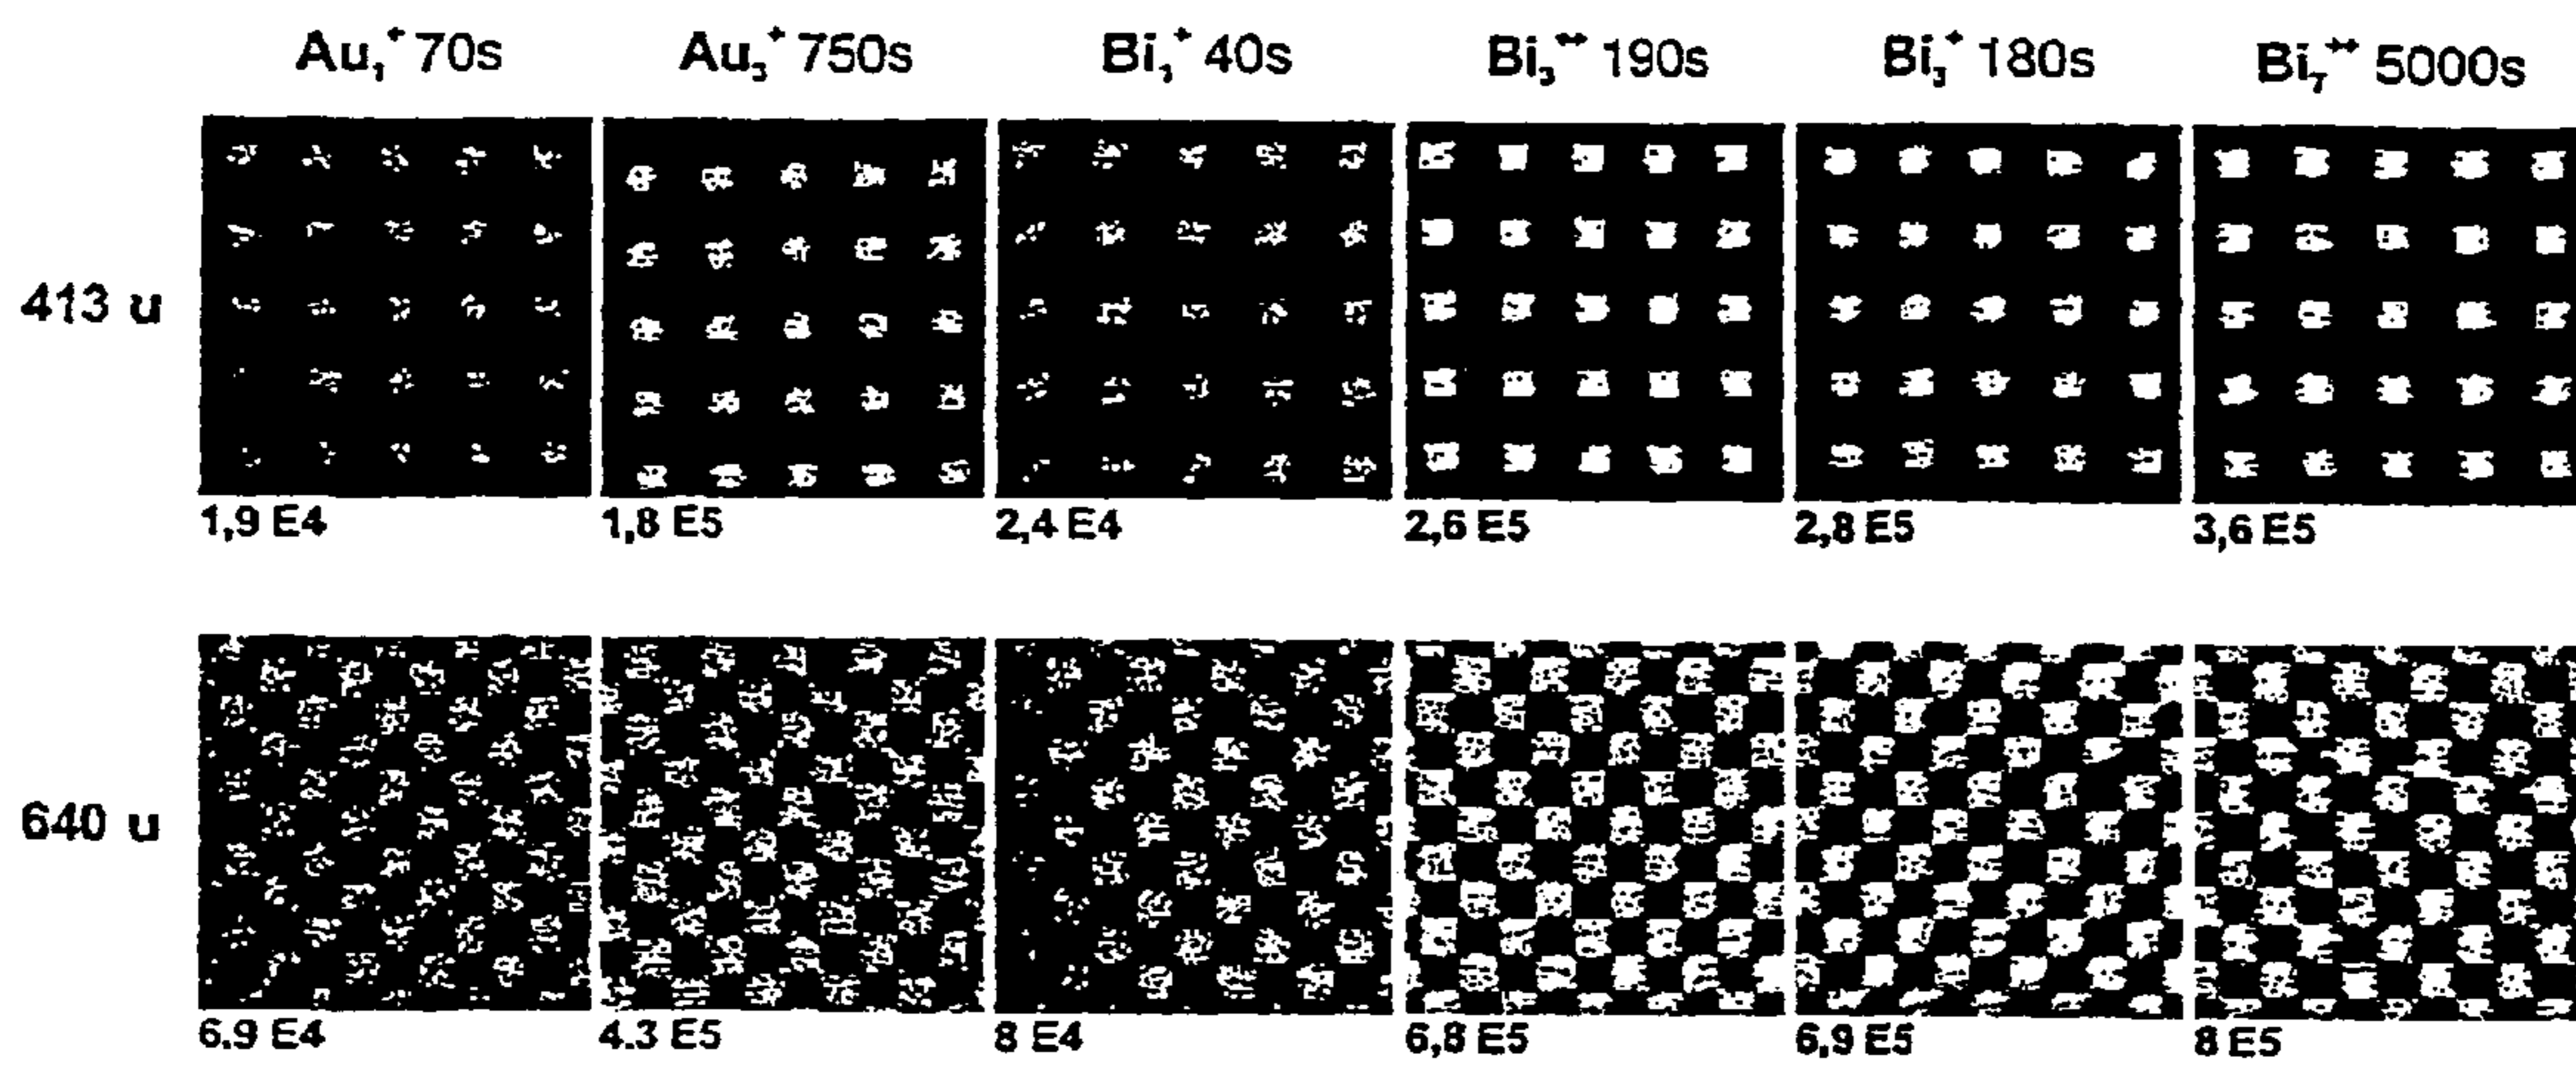 Au₁⁺ 70s Au₃⁺ 750s Bi₁⁺ 40s Bi₃⁺⁺ 190s Bi₃⁺ 180s Bi₇⁺⁺ 5000s
413 u
1,9 E4 1,8 E5 2,4 E4 2,6 E5 2,8 E5 3,6 E5
640 u
6.9 E4 4.3 E5 8 E4 6,8 E5 6,9 E5 8 E5